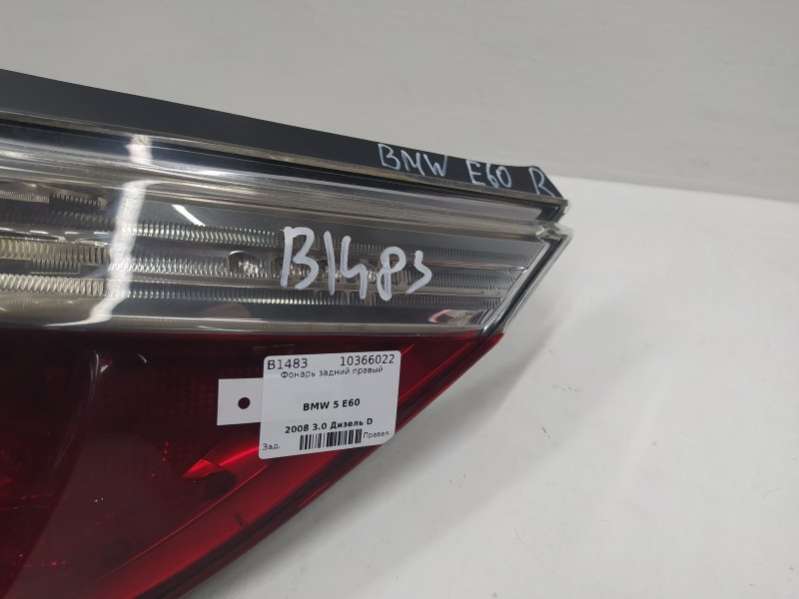 BMW E60 R
B1483
B1483 10366022
Фонарь задний правый
BMW 5 E60
2008 3.0 Дизель D
Зад. Правая